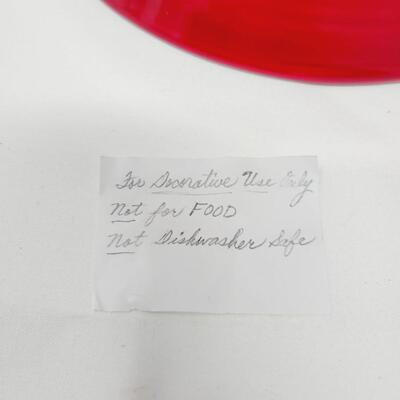 For Decorative Use Only
Not for FOOD
Not Dishwasher Safe